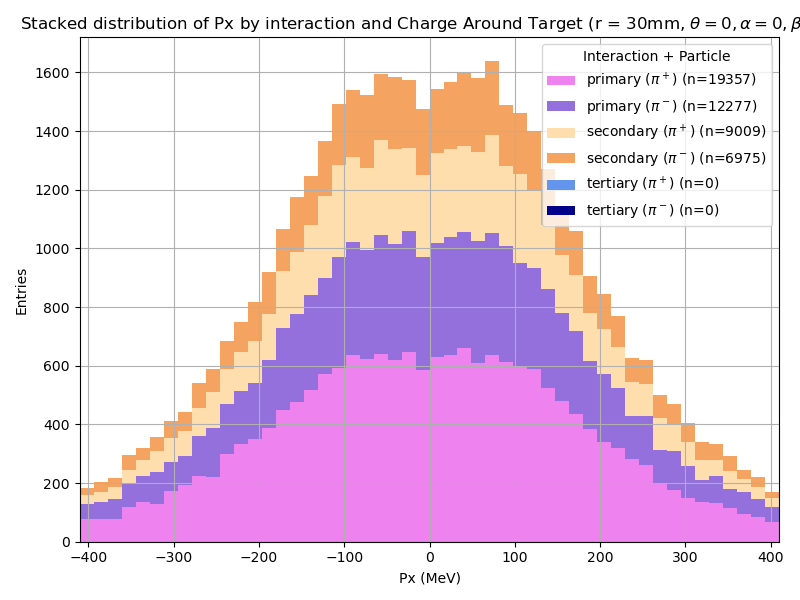 Stacked distribution of Px by interaction and Charge Around Target (r = 30mm, θ = 0, α = 0, β
Interaction + Particle
primary (π⁺) (n=19357)
primary (π⁻) (n=12277)
secondary (π⁺) (n=9009)
secondary (π⁻) (n=6975)
tertiary (π⁺) (n=0)
tertiary (π⁻) (n=0)
Entries
1600
1400
1200
1000
800
600
400
200
0
−400 −300 −200 −100 0 100 200 300 400
Px (MeV)